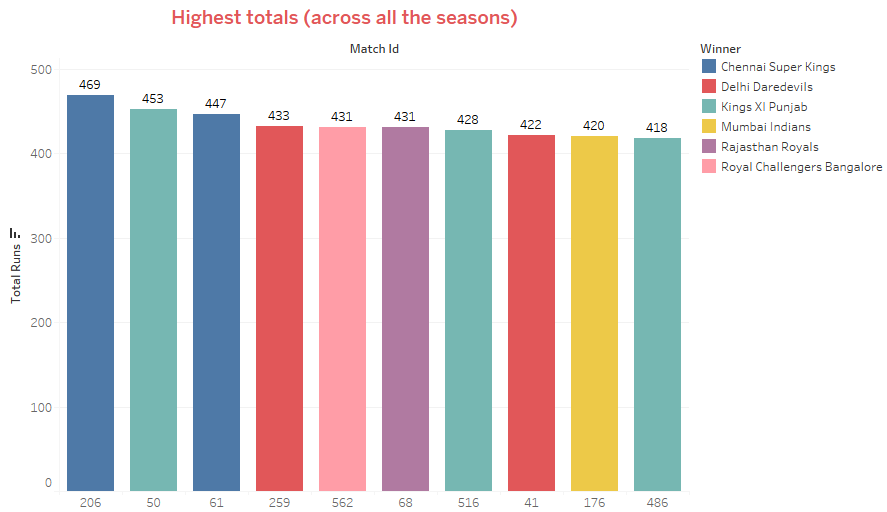 Highest totals (across all the seasons)
Match Id
Winner
Chennai Super Kings
Delhi Daredevils
Kings XI Punjab
Mumbai Indians
Rajasthan Royals
Royal Challengers Bangalore
Total Runs
500
400
300
200
100
0
469
453
447
433
431
431
428
422
420
418
206
50
61
259
562
68
516
41
176
486